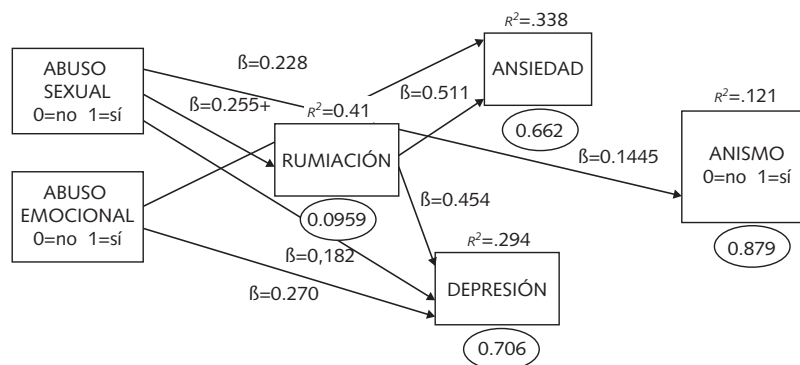 R²=.338
ABUSO
SEXUAL
0=no 1=sí
ß=0.228
ANSIEDAD
ß=0.255+
R²=0.41
ß=0.511
0.662
R²=.121
RUMIACIÓN
ß=0.1445
ANISMO
0=no 1=sí
ABUSO
EMOCIONAL
0=no 1=sí
0.0959
ß=0.454
0.879
ß=0,182
R²=.294
ß=0.270
DEPRESIÓN
0.706